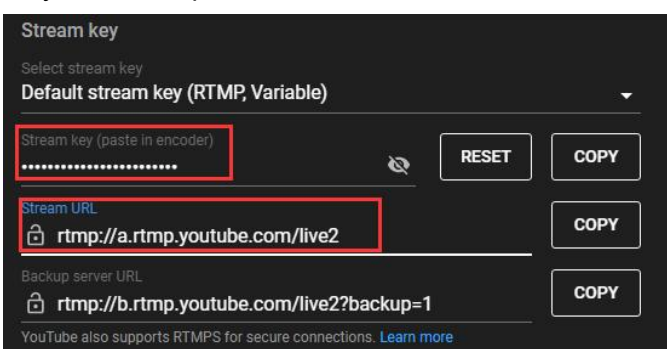 Stream key
Select stream key
Default stream key (RTMP, Variable)
Stream key (paste in encoder)
•••••••••••••••••••••••• RESET COPY
Stream URL
rtmp://a.rtmp.youtube.com/live2 COPY
Backup server URL
rtmp://b.rtmp.youtube.com/live2?backup=1 COPY
YouTube also supports RTMPS for secure connections. Learn more